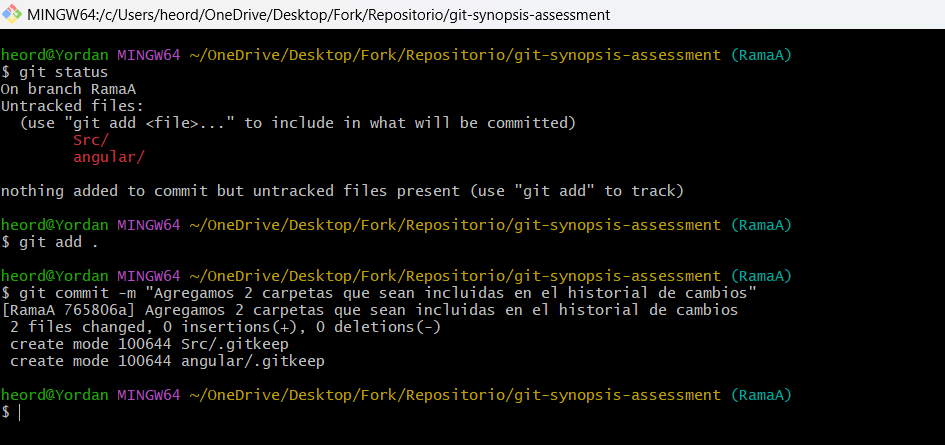 MINGW64:/c/Users/heord/OneDrive/Desktop/Fork/Repositorio/git-synopsis-assessment
heord@Yordan MINGW64 ~/OneDrive/Desktop/Fork/Repositorio/git-synopsis-assessment (RamaA)
$ git status
On branch RamaA
Untracked files:
  (use "git add <file>..." to include in what will be committed)
        Src/
        angular/

nothing added to commit but untracked files present (use "git add" to track)

heord@Yordan MINGW64 ~/OneDrive/Desktop/Fork/Repositorio/git-synopsis-assessment (RamaA)
$ git add .

heord@Yordan MINGW64 ~/OneDrive/Desktop/Fork/Repositorio/git-synopsis-assessment (RamaA)
$ git commit -m "Agregamos 2 carpetas que sean incluidas en el historial de cambios"
[RamaA 765806a] Agregamos 2 carpetas que sean incluidas en el historial de cambios
 2 files changed, 0 insertions(+), 0 deletions(-)
 create mode 100644 Src/.gitkeep
 create mode 100644 angular/.gitkeep

heord@Yordan MINGW64 ~/OneDrive/Desktop/Fork/Repositorio/git-synopsis-assessment (RamaA)
$